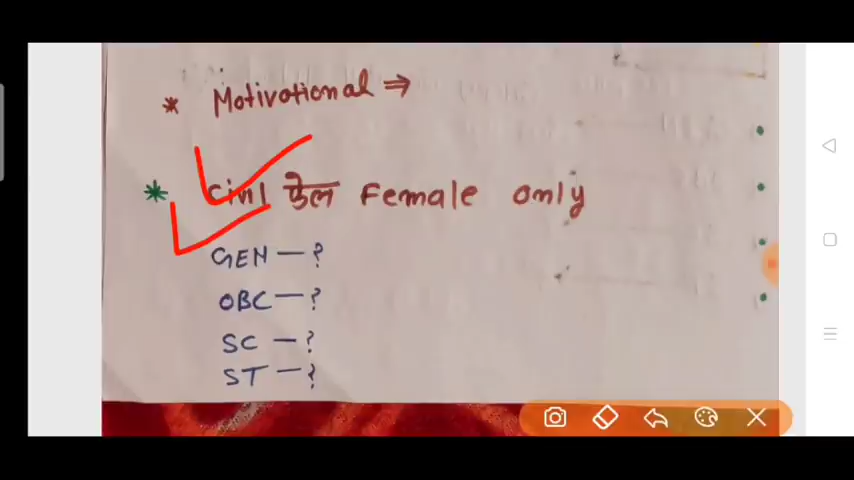 * Motivational ⇒
* Civil फैल Female only
GEN — ?
OBC — ?
SC — ?
ST — ?